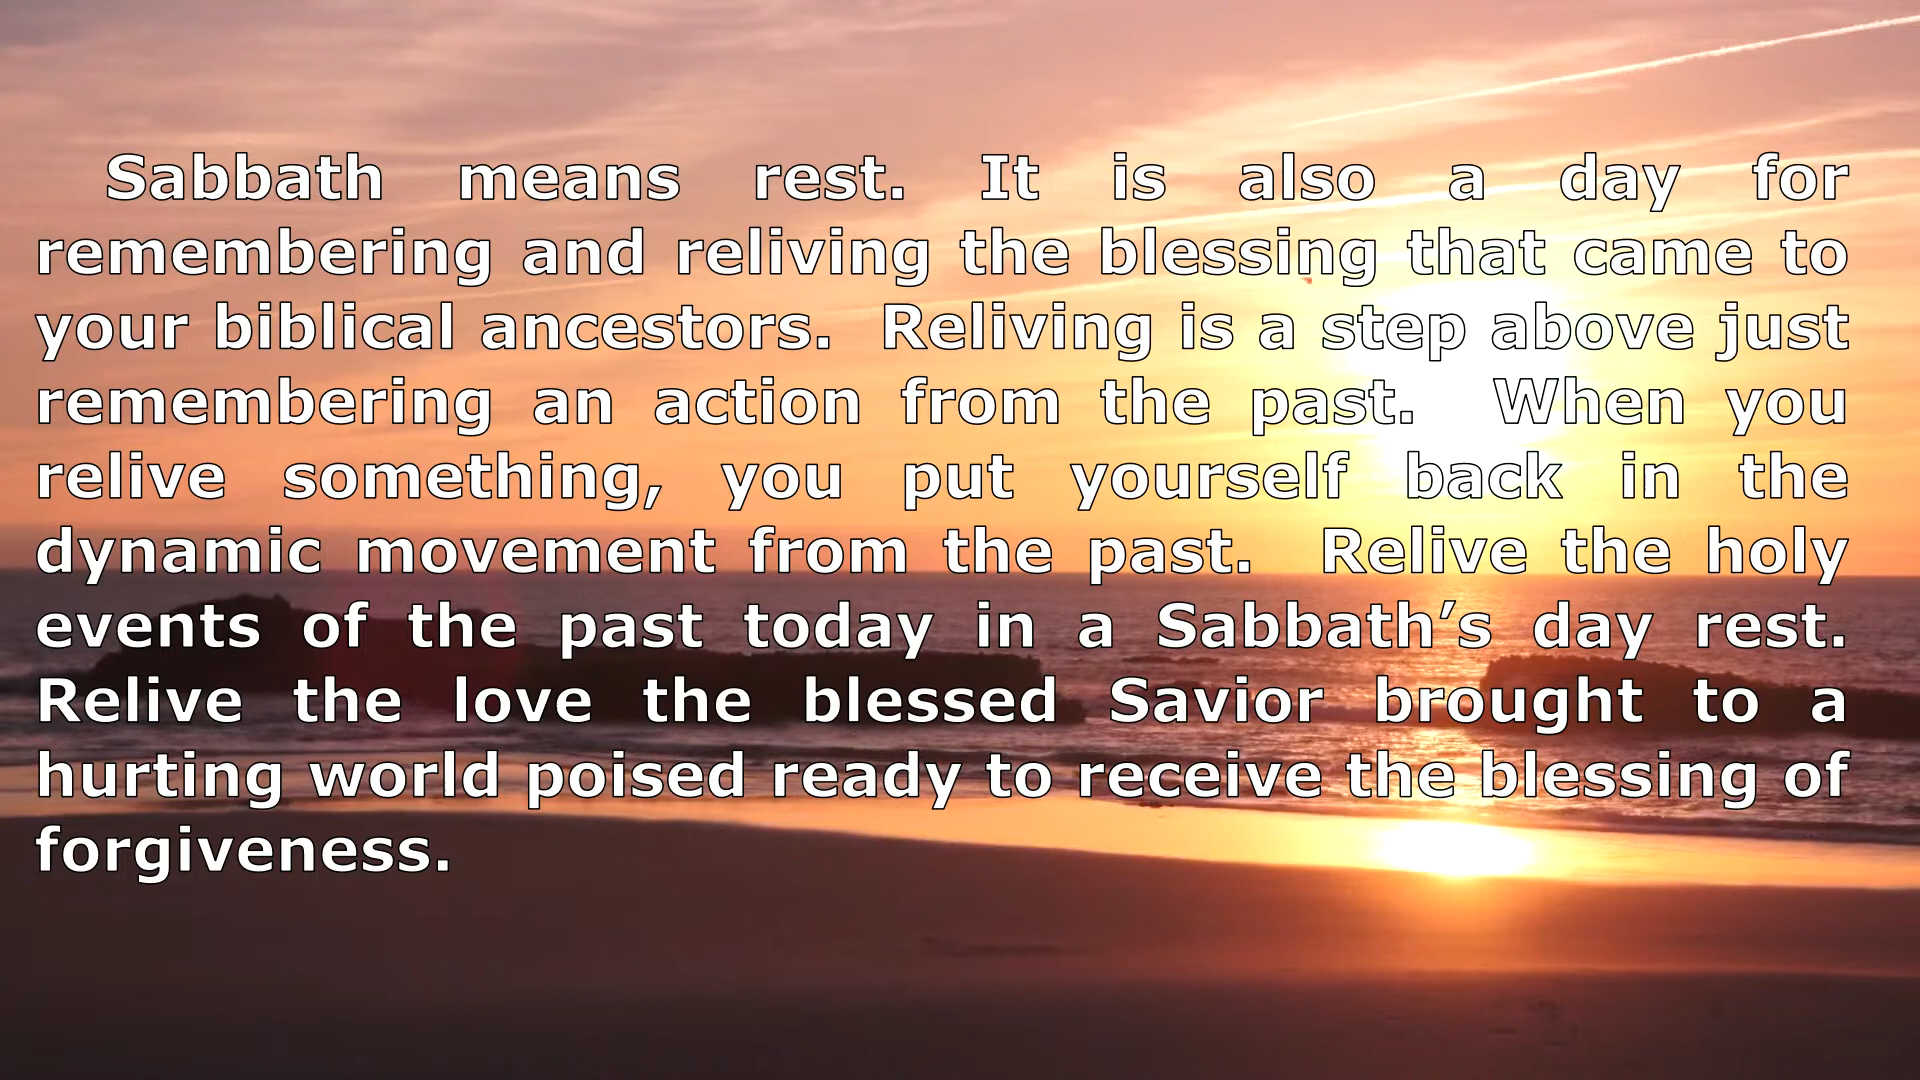 Sabbath means rest. It is also a day for
remembering and reliving the blessing that came to
your biblical ancestors.  Reliving is a step above just
remembering an action from the past.  When you
relive something, you put yourself back in the
dynamic movement from the past.  Relive the holy
events of the past today in a Sabbath’s day rest.
Relive the love the blessed Savior brought to a
hurting world poised ready to receive the blessing of
forgiveness.